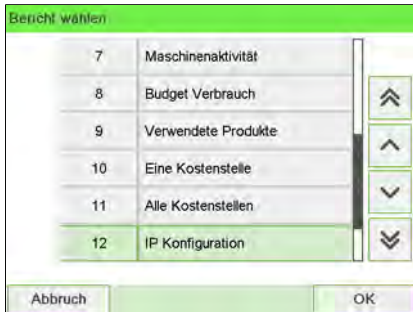 Bericht wählen
7 Maschinenaktivität
8 Budget Verbrauch
9 Verwendete Produkte
10 Eine Kostenstelle
11 Alle Kostenstellen
12 IP Konfiguration
Abbruch OK